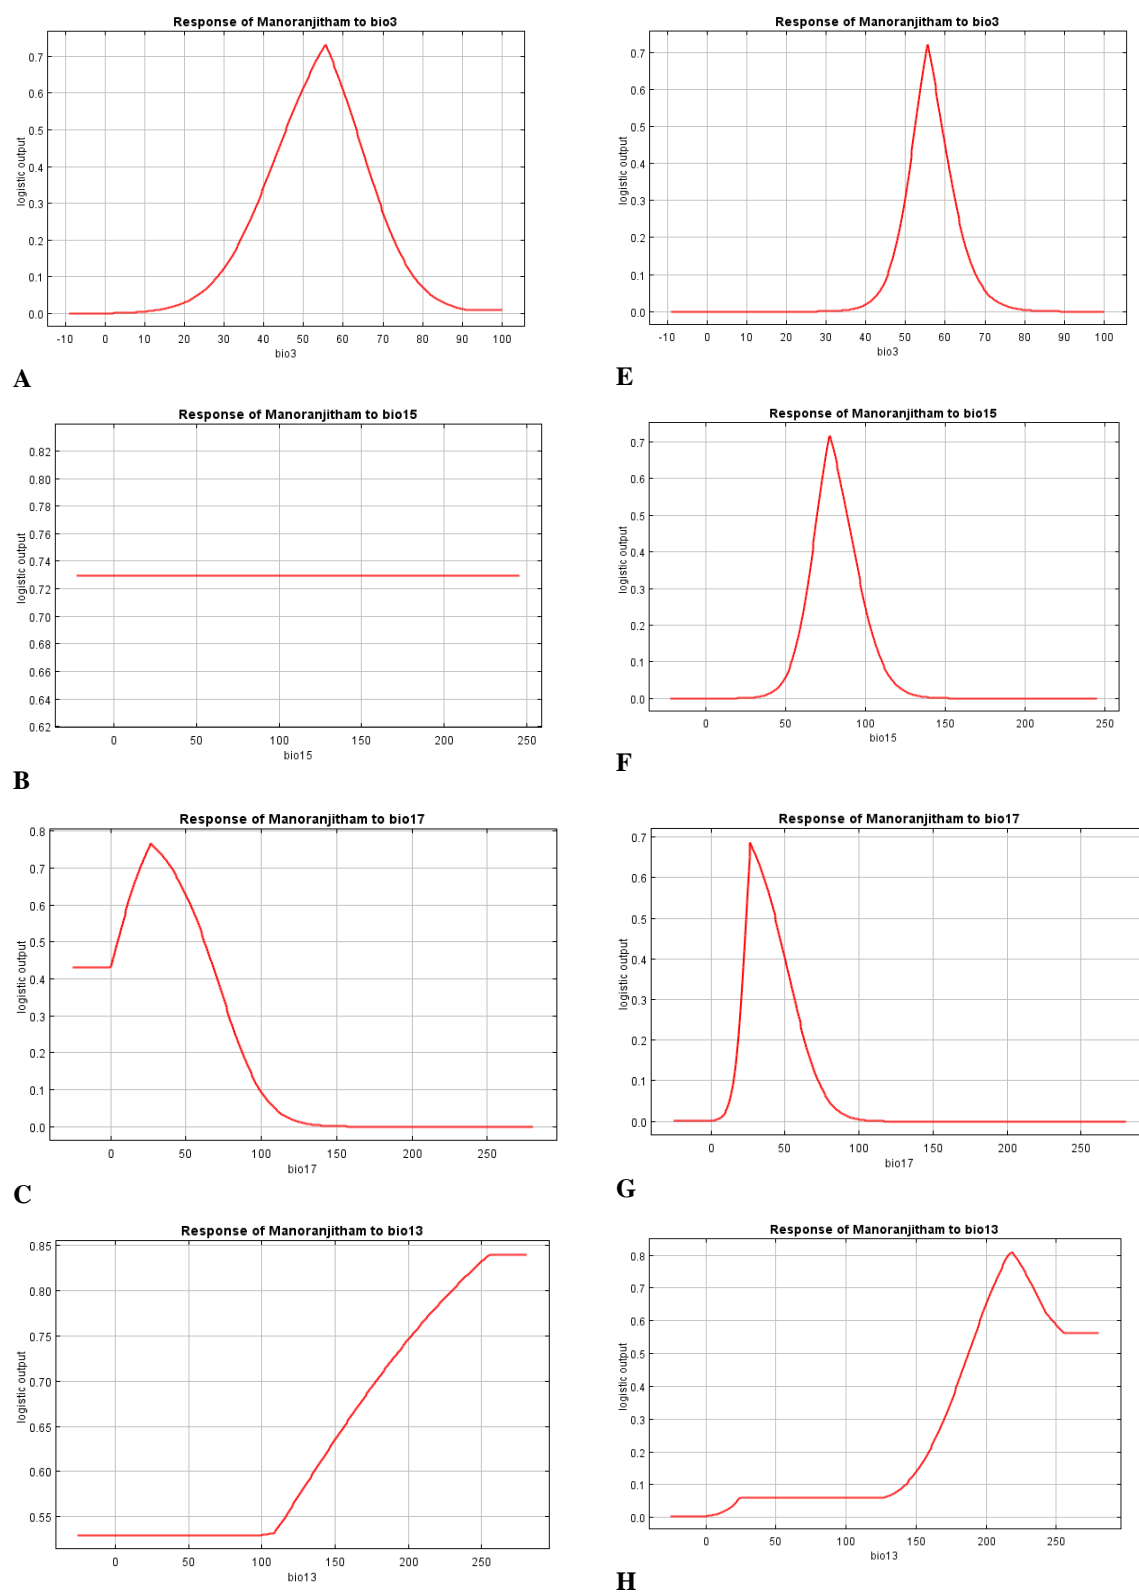 Response of Manoranjitham to bio3
logistic output
0.7
0.6
0.5
0.4
0.3
0.2
0.1
0.0
-10 0 10 20 30 40 50 60 70 80 90 100
bio3
A
Response of Manoranjitham to bio3
logistic output
0.7
0.6
0.5
0.4
0.3
0.2
0.1
0.0
-10 0 10 20 30 40 50 60 70 80 90 100
bio3
E
Response of Manoranjitham to bio15
logistic output
0.82
0.80
0.78
0.76
0.74
0.72
0.70
0.68
0.66
0.64
0.62
0 50 100 150 200 250
bio15
B
Response of Manoranjitham to bio15
logistic output
0.7
0.6
0.5
0.4
0.3
0.2
0.1
0.0
0 50 100 150 200 250
bio15
F
Response of Manoranjitham to bio17
logistic output
0.8
0.7
0.6
0.5
0.4
0.3
0.2
0.1
0.0
0 50 100 150 200 250
bio17
C
Response of Manoranjitham to bio17
logistic output
0.7
0.6
0.5
0.4
0.3
0.2
0.1
0.0
0 50 100 150 200 250
bio17
G
Response of Manoranjitham to bio13
logistic output
0.85
0.80
0.75
0.70
0.65
0.60
0.55
0 50 100 150 200 250
bio13
Response of Manoranjitham to bio13
logistic output
0.8
0.7
0.6
0.5
0.4
0.3
0.2
0.1
0.0
0 50 100 150 200 250
bio13
H